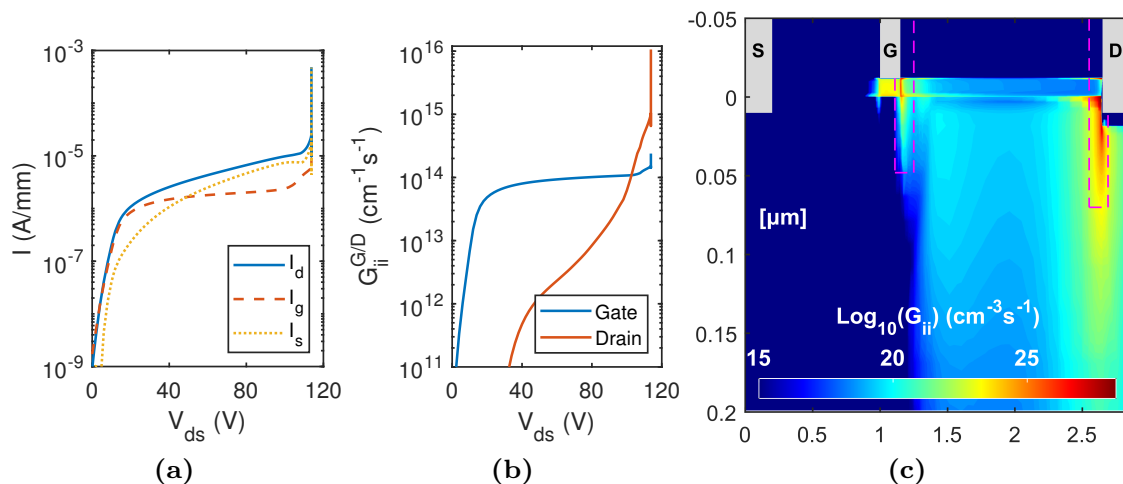 10^-3
10^-5
10^-7
10^-9
I (A/mm)
0 40 80 120
V_ds (V)
I_d
I_g
I_s
(a)
10^16
10^15
10^14
10^13
10^12
10^11
G_ii^G/D (cm^-1 s^-1)
0 40 80 120
V_ds (V)
Gate
Drain
(b)
-0.05
0
0.05
0.1
0.15
0.2
S G D
[μm]
Log_10(G_ii) (cm^-3 s^-1)
15 20 25
0 0.5 1 1.5 2 2.5
(c)